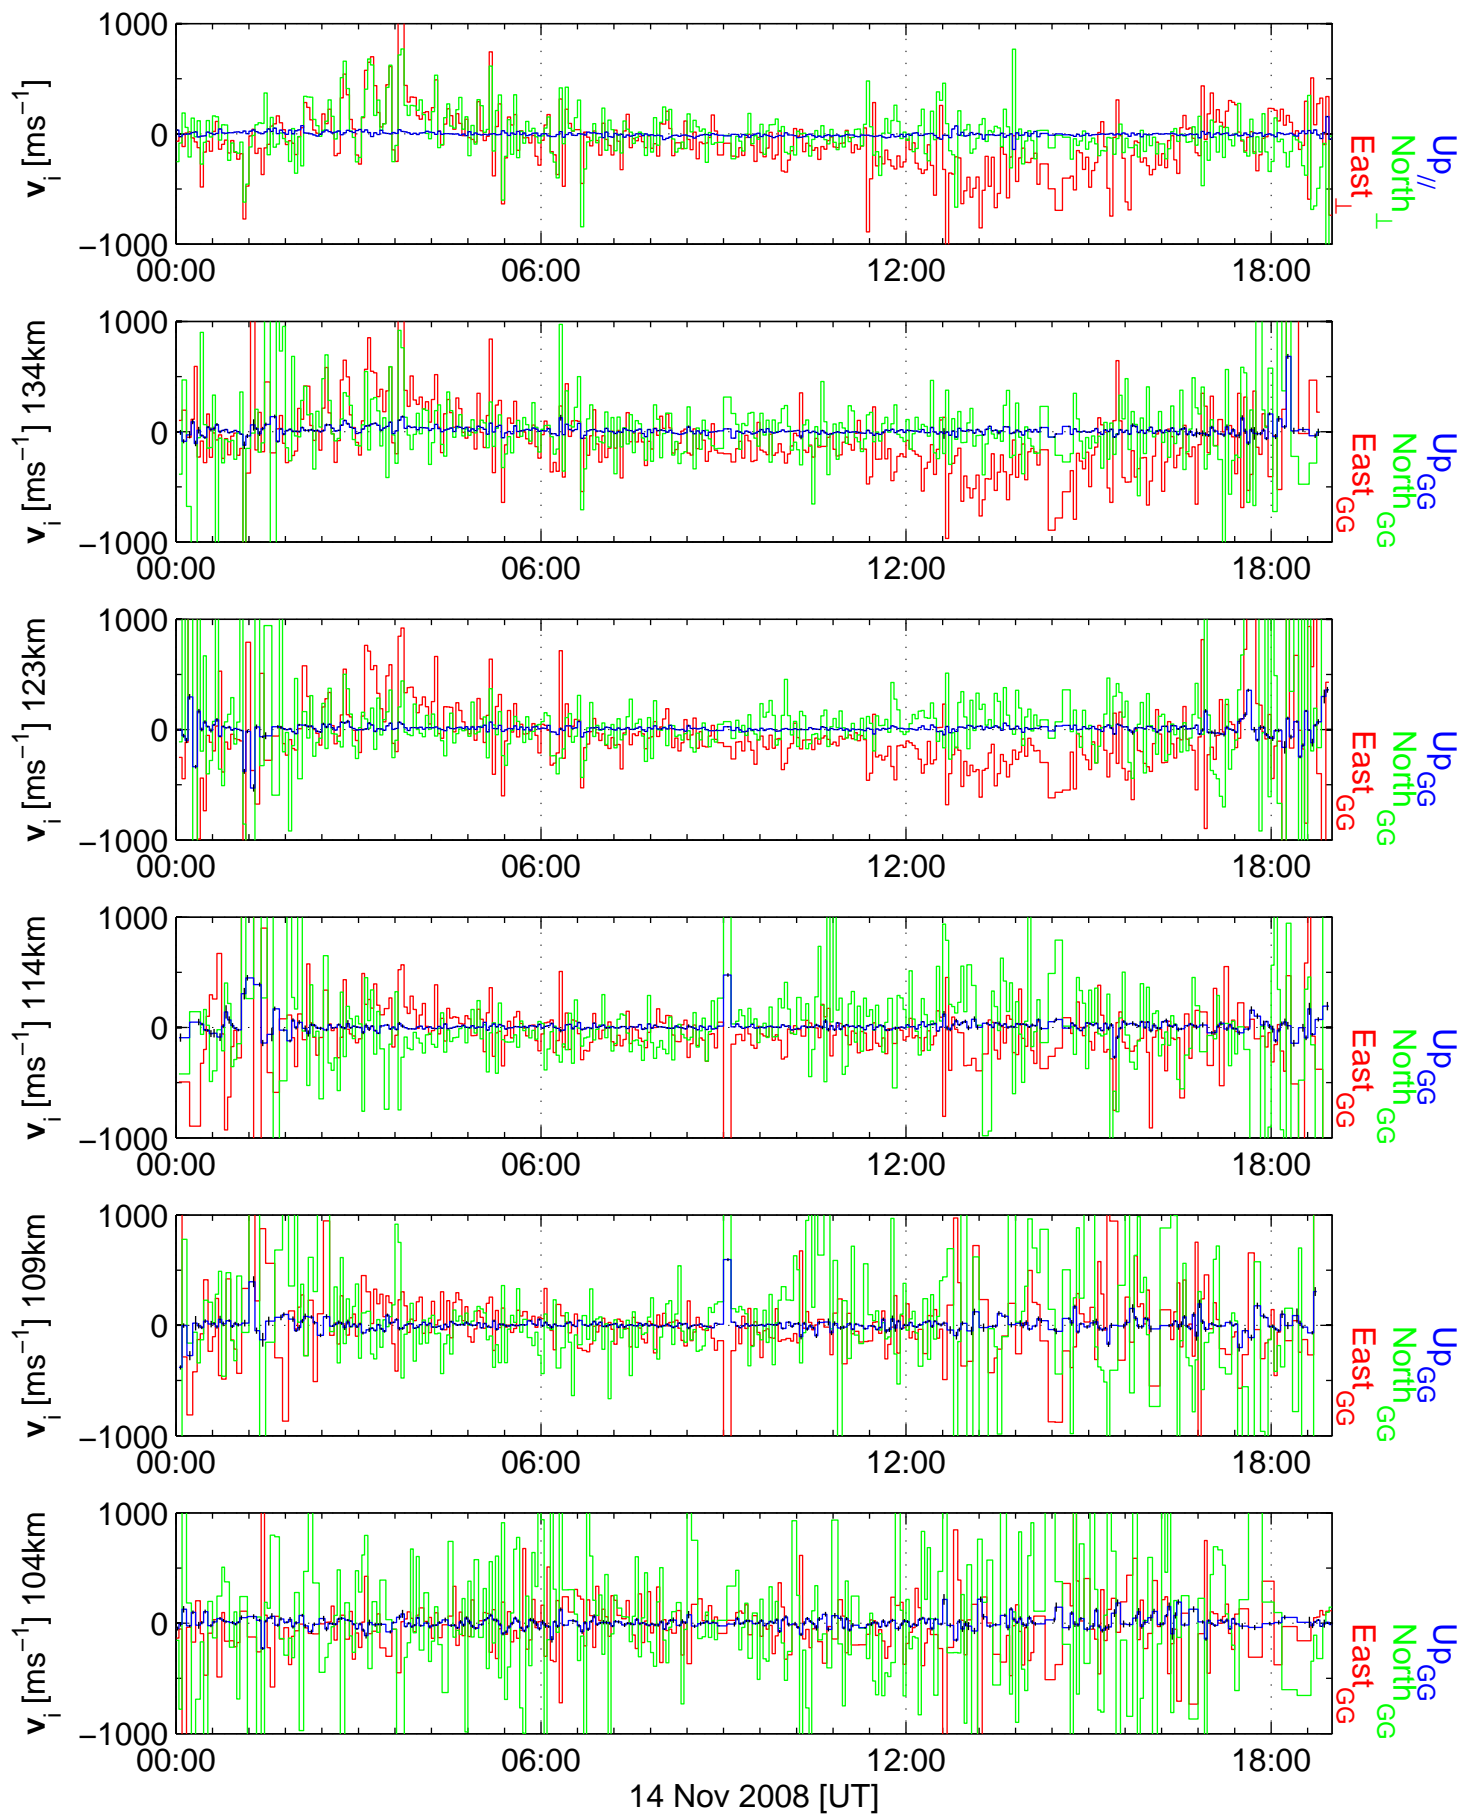 1000
0
−1000
v_i [ms⁻¹]
00:00 06:00 12:00 18:00
East_⊥
North_⊥
Up_//
1000
0
−1000
v_i [ms⁻¹] 134km
00:00 06:00 12:00 18:00
East_GG
North_GG
Up_GG
1000
0
−1000
v_i [ms⁻¹] 123km
00:00 06:00 12:00 18:00
East_GG
North_GG
Up_GG
1000
0
−1000
v_i [ms⁻¹] 114km
00:00 06:00 12:00 18:00
East_GG
North_GG
Up_GG
1000
0
−1000
v_i [ms⁻¹] 109km
00:00 06:00 12:00 18:00
East_GG
North_GG
Up_GG
1000
0
−1000
v_i [ms⁻¹] 104km
00:00 06:00 12:00 18:00
East_GG
North_GG
Up_GG
14 Nov 2008 [UT]